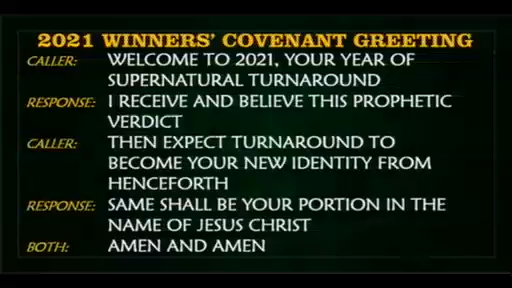 2021 WINNERS' COVENANT GREETING
CALLER: WELCOME TO 2021, YOUR YEAR OF
SUPERNATURAL TURNAROUND
RESPONSE: I RECEIVE AND BELIEVE THIS PROPHETIC
VERDICT
CALLER: THEN EXPECT TURNAROUND TO
BECOME YOUR NEW IDENTITY FROM
HENCEFORTH
RESPONSE: SAME SHALL BE YOUR PORTION IN THE
NAME OF JESUS CHRIST
BOTH: AMEN AND AMEN